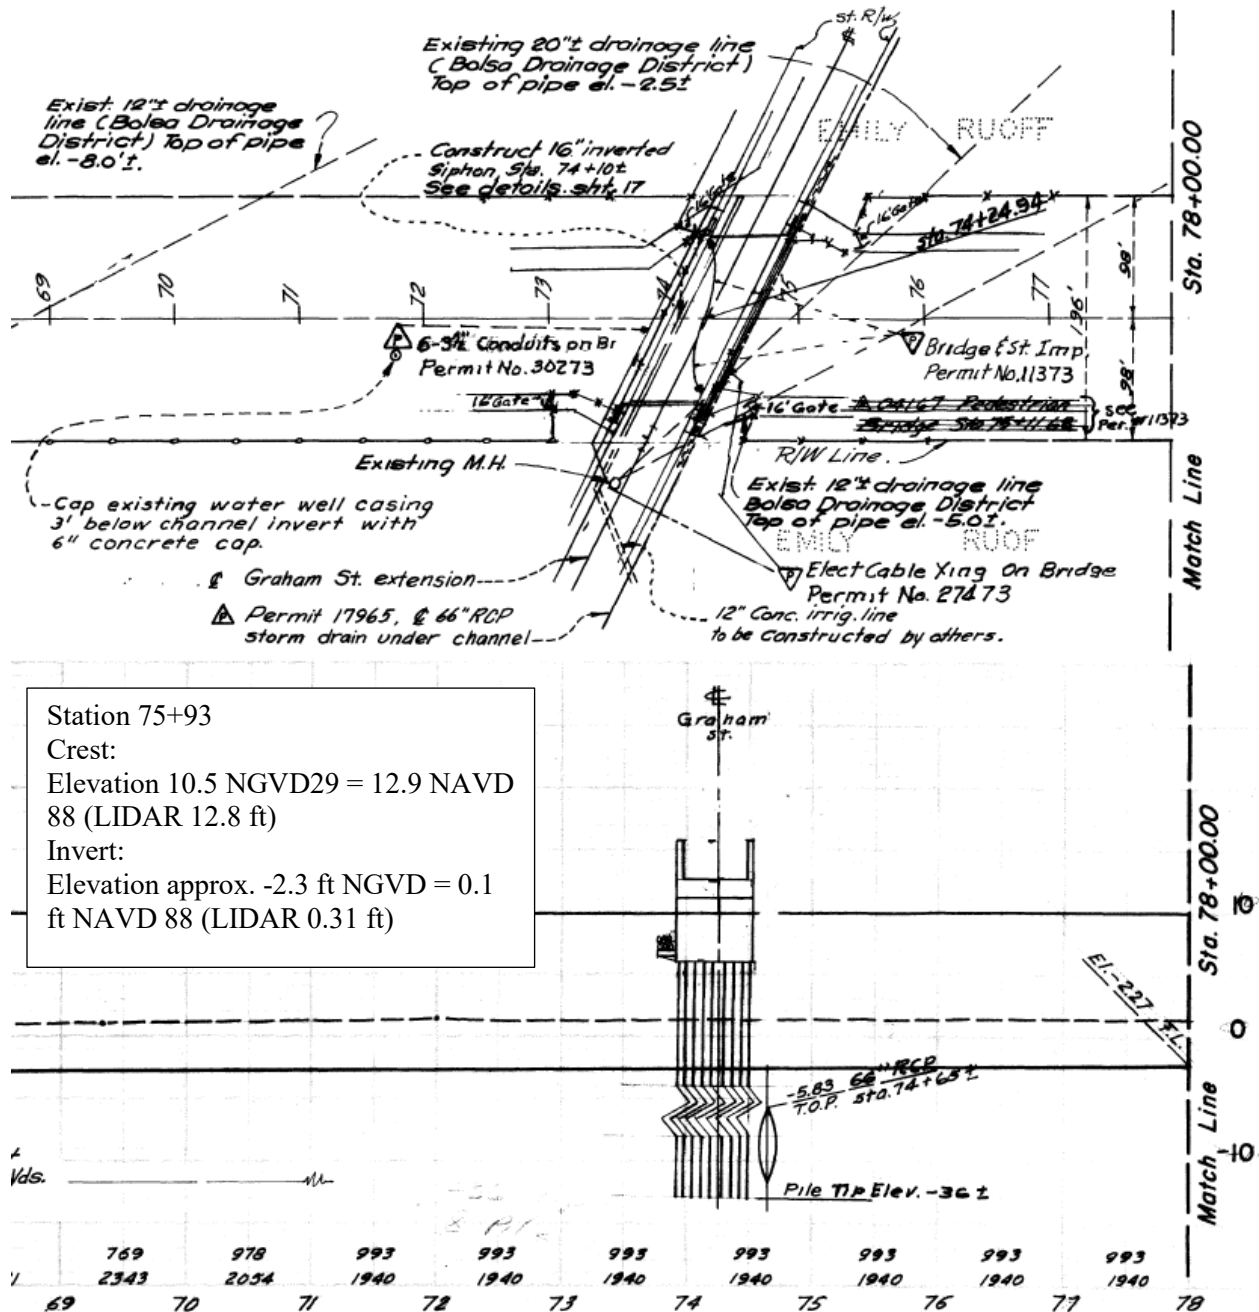 st. R/W
Existing 20"± drainage line
(Bolsa Drainage District)
Top of pipe el. -2.5±
Exist. 12"± drainage
line (Bolsa Drainage
District) Top of pipe
el. -8.0'±.
EMILY RUOFF
Construct 16" inverted
Siphon, Sta. 74+10±
See details. sht. 17
16' Gate
16' Gate
Sta. 74+24.94
Sta. 78+00.00
69 70 71 72 73 74 75 76 77
98'
196'
98'
Conduits on Br
Permit No. 30273
Bridge & St. Imp.
Permit No. 11373
16' Gate
16' Gate
04167 Pedestrian
Bridge Sta 75+11.68
see
Per. #11373
R/W Line.
Existing M.H.
Cap existing water well casing
3' below channel invert with
6" concrete cap.
Exist. 12"± drainage line
Bolsa Drainage District
Top of pipe el. -5.0±.
EMILY RUOF
Match Line
℄ Graham St. extension
P Elect Cable Xing On Bridge
Permit No. 27473
P Permit 17965, ℄ 66" RCP
storm drain under channel
12" Conc. irrig. line
to be constructed by others.
Station 75+93
Crest:
Elevation 10.5 NGVD29 = 12.9 NAVD
88 (LIDAR 12.8 ft)
Invert:
Elevation approx. -2.3 ft NGVD = 0.1
ft NAVD 88 (LIDAR 0.31 ft)
℄
Graham
St.
Sta. 78+00.00
10
El. -2.27 F.L.
0
-5.83 66" RCP
T.O.P. Sta. 74+65±
Match Line
-10
Yds.
Pile Tip Elev. -36±
769 978 993 993 993 993 993 993 993
2343 2054 1940 1940 1940 1940 1940 1940 1940
69 70 71 72 73 74 75 76 77 78